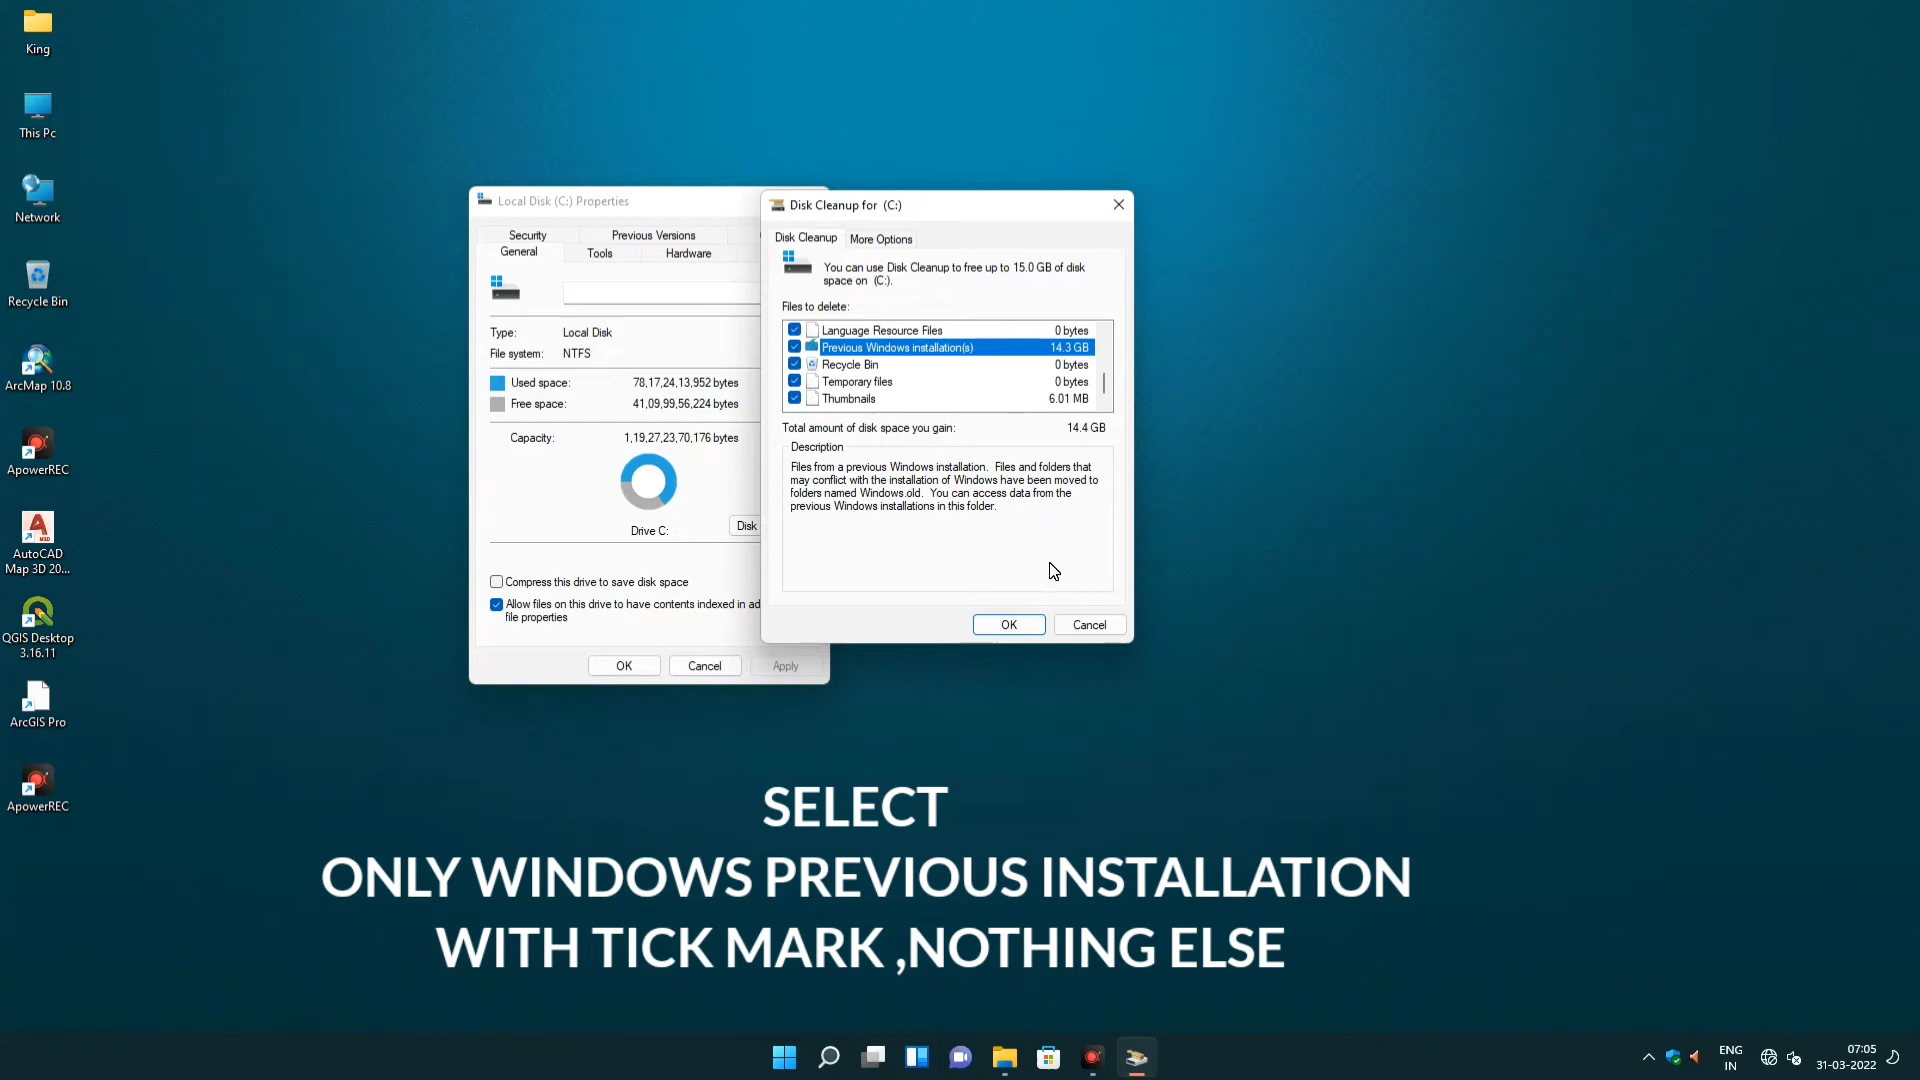 King
This Pc
Network
Recycle Bin
ArcMap 10.8
ApowerREC
AutoCAD
Map 3D 20...
QGIS Desktop
3.16.11
ArcGIS Pro
ApowerREC
Local Disk (C:) Properties
Security
Previous Versions
General
Tools
Hardware
Type:
Local Disk
File system:
NTFS
Used space:
78,17,24,13,952 bytes
Free space:
41,09,99,56,224 bytes
Capacity:
1,19,27,23,70,176 bytes
Drive C:
Disk
Compress this drive to save disk space
Allow files on this drive to have contents indexed in ad
file properties
OK
Cancel
Apply
Disk Cleanup for (C:)
Disk Cleanup
More Options
You can use Disk Cleanup to free up to 15.0 GB of disk
space on (C:).
Files to delete:
Language Resource Files
0 bytes
Previous Windows installation(s)
14.3 GB
Recycle Bin
0 bytes
Temporary files
0 bytes
Thumbnails
6.01 MB
Total amount of disk space you gain:
14.4 GB
Description
Files from a previous Windows installation. Files and folders that
may conflict with the installation of Windows have been moved to
folders named Windows.old. You can access data from the
previous Windows installations in this folder.
OK
Cancel
SELECT
ONLY WINDOWS PREVIOUS INSTALLATION
WITH TICK MARK ,NOTHING ELSE
ENG
IN
07:05
31-03-2022